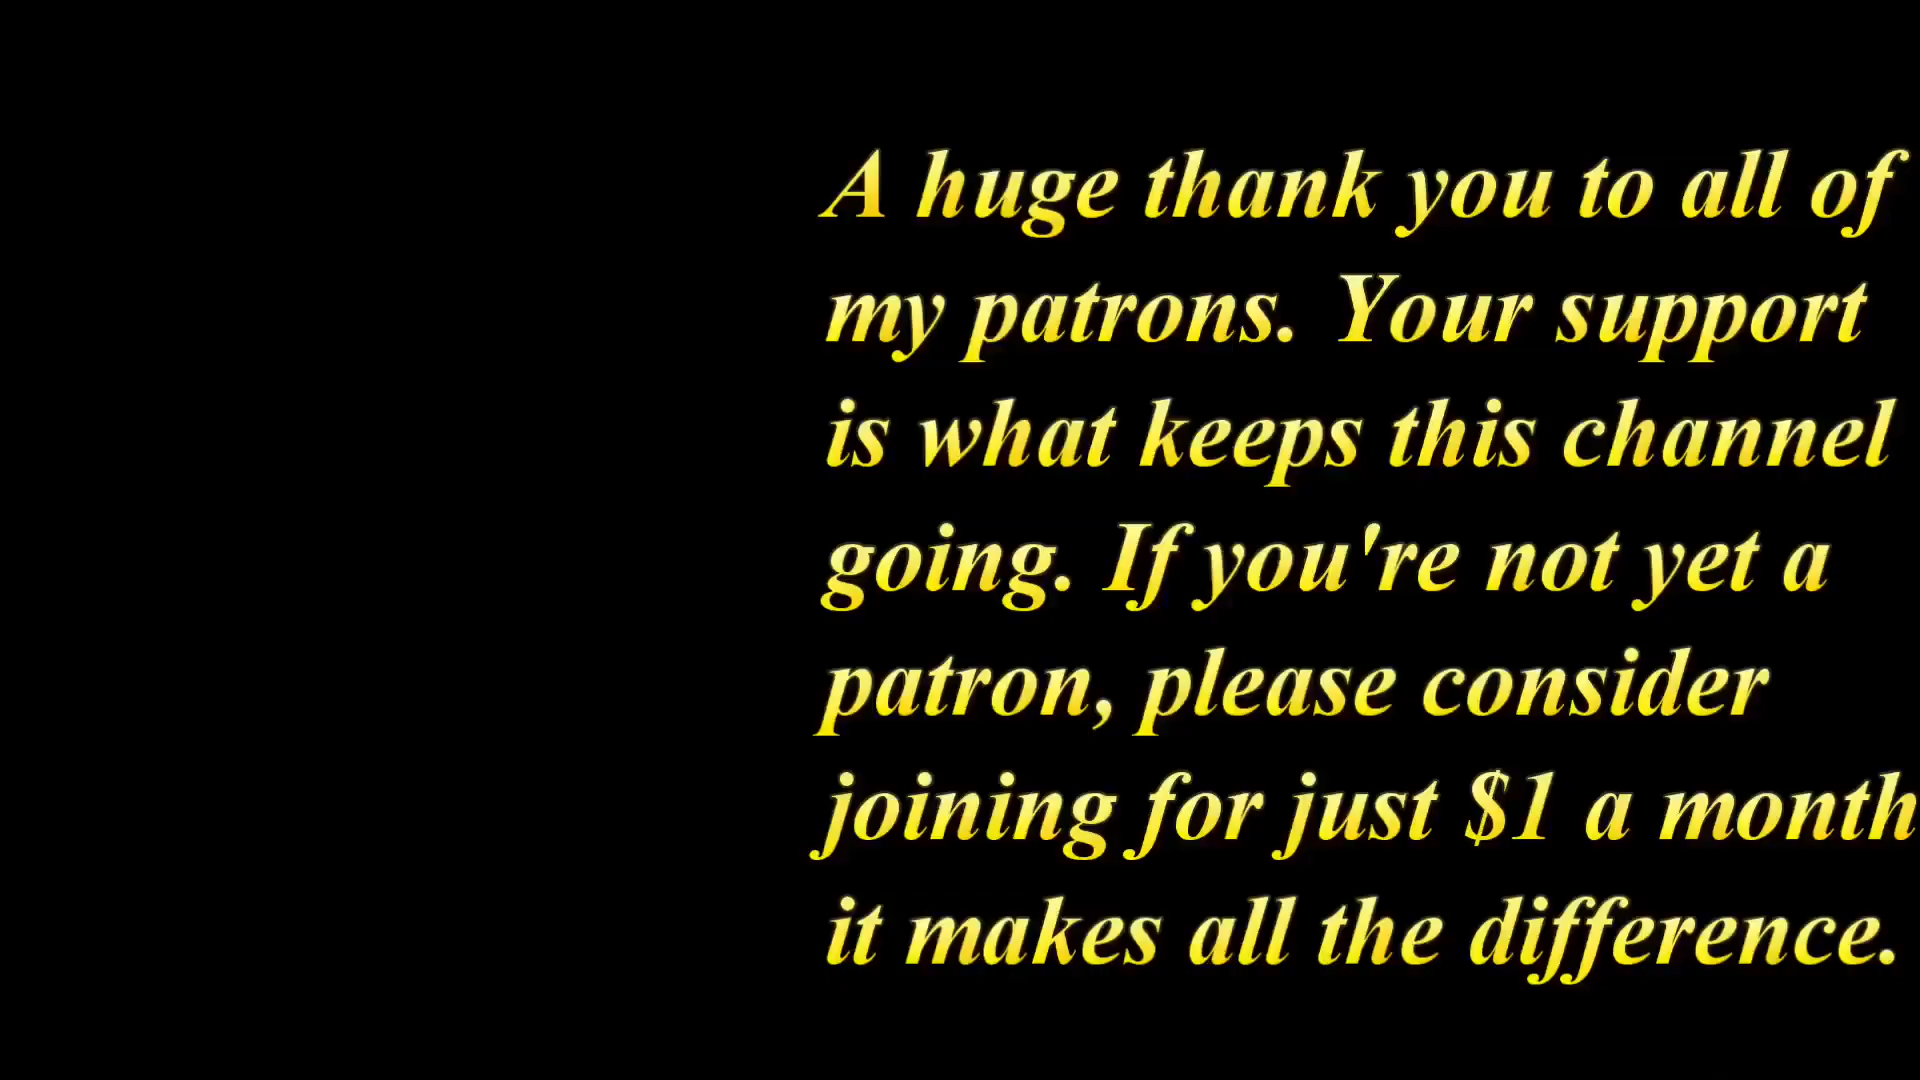 A huge thank you to all of
my patrons. Your support
is what keeps this channel
going. If you're not yet a
patron, please consider
joining for just $1 a month
it makes all the difference.